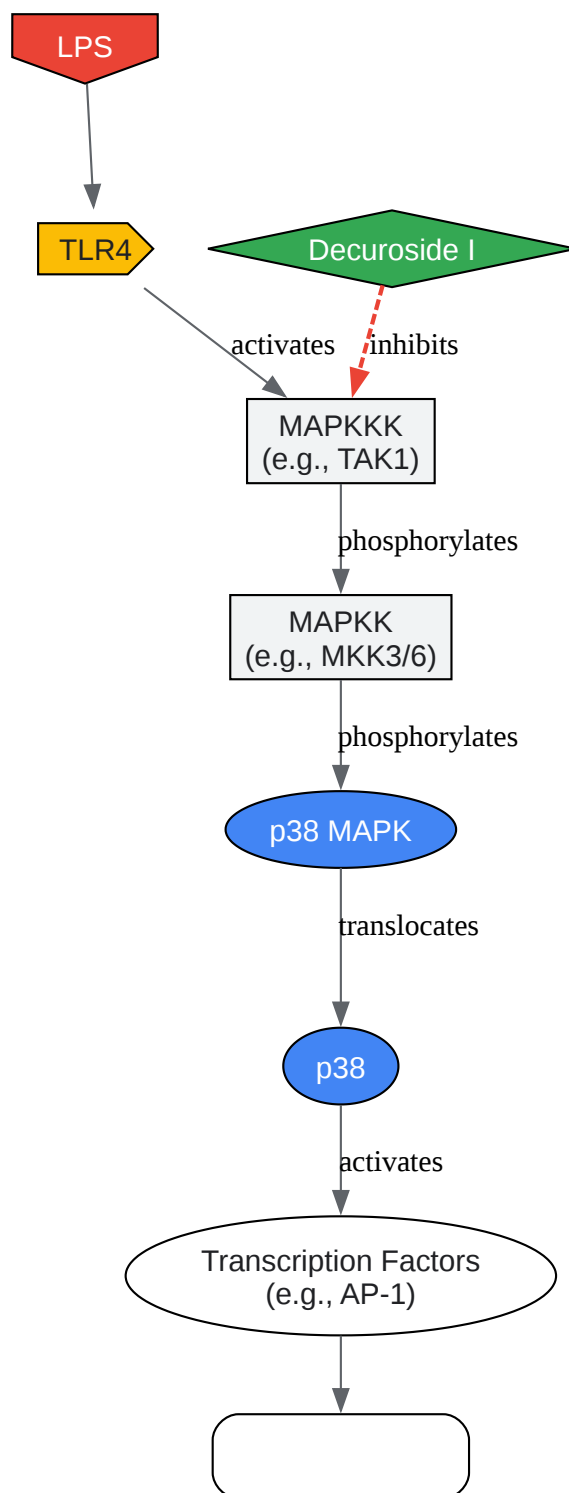 LPS
TLR4
Decuroside I
activates
inhibits
MAPKKK
(e.g., TAK1)
phosphorylates
MAPKK
(e.g., MKK3/6)
phosphorylates
p38 MAPK
translocates
p38
activates
Transcription Factors
(e.g., AP-1)